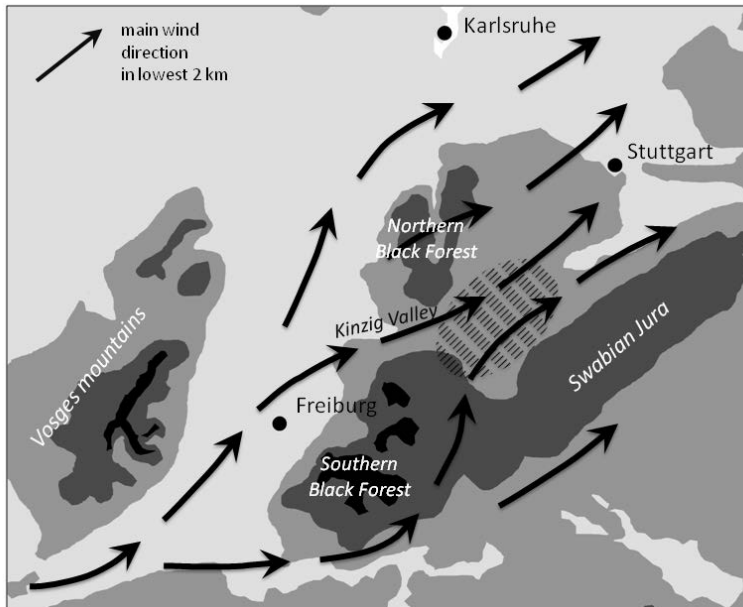 main wind
direction
in lowest 2 km
Karlsruhe
Stuttgart
Northern
Black Forest
Kinzig Valley
Vosges mountains
Swabian Jura
Freiburg
Southern
Black Forest